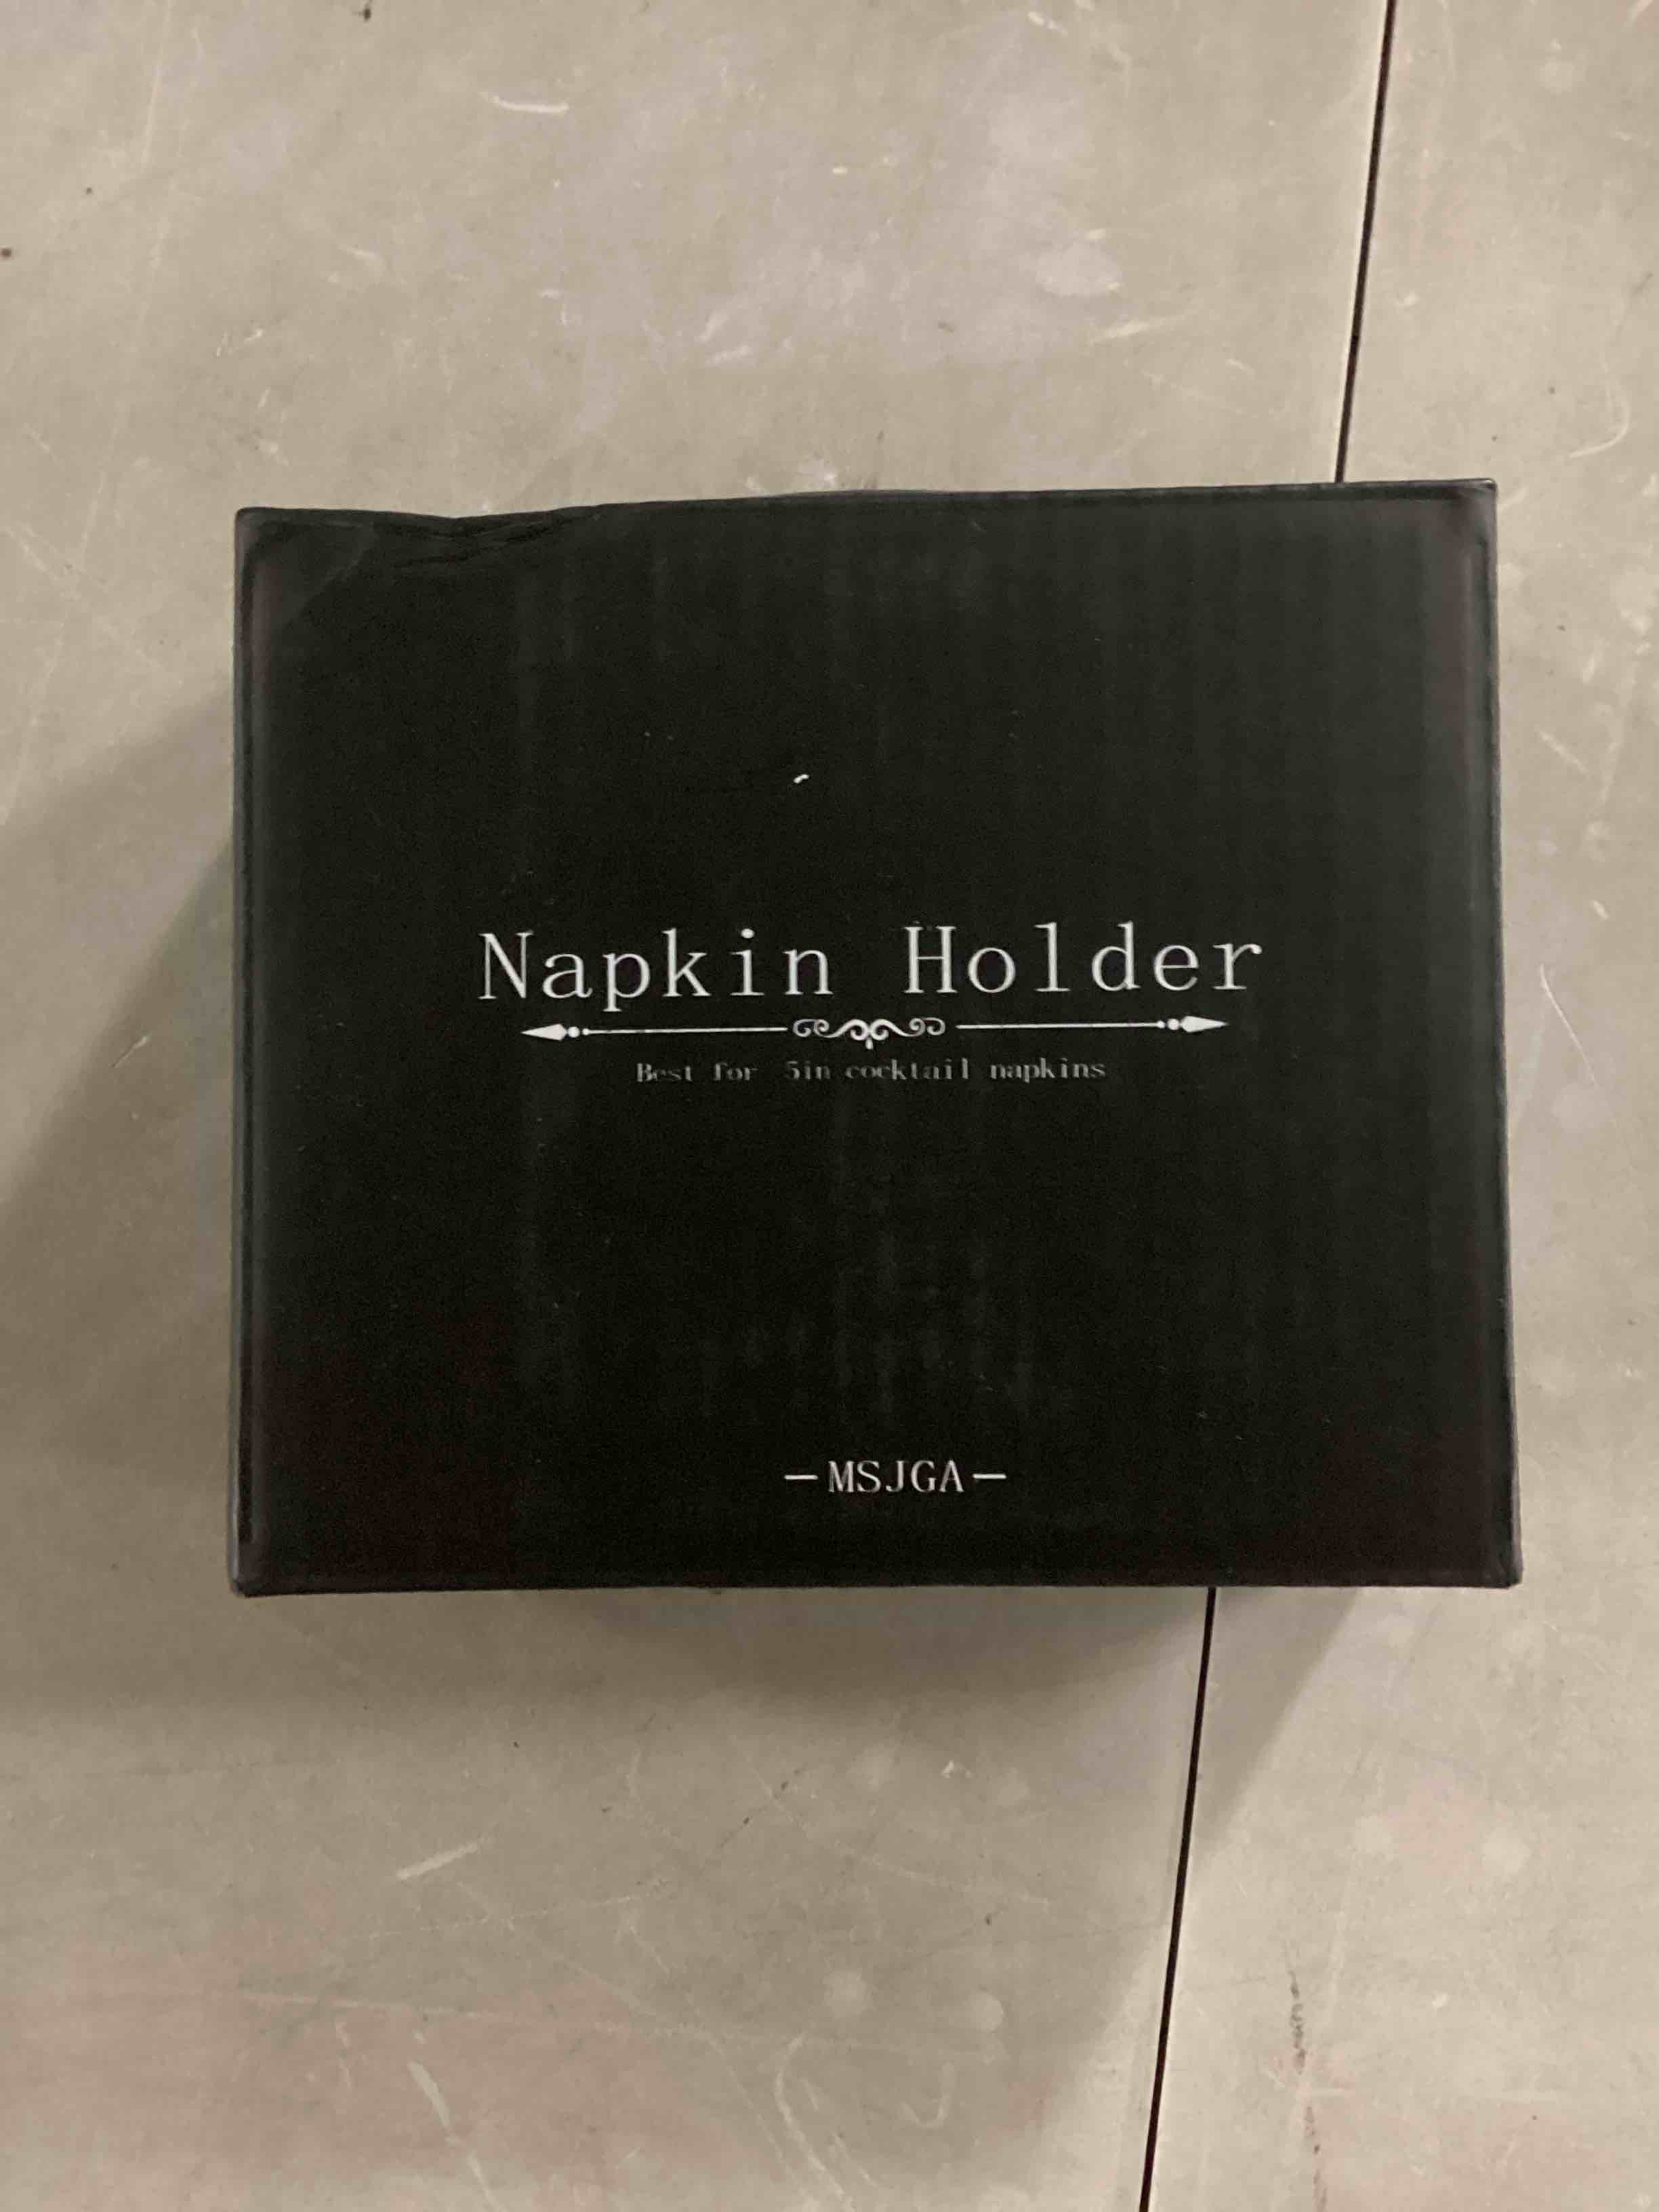 Napkin Holder
Best for 5in cocktail napkins
—MSJGA—